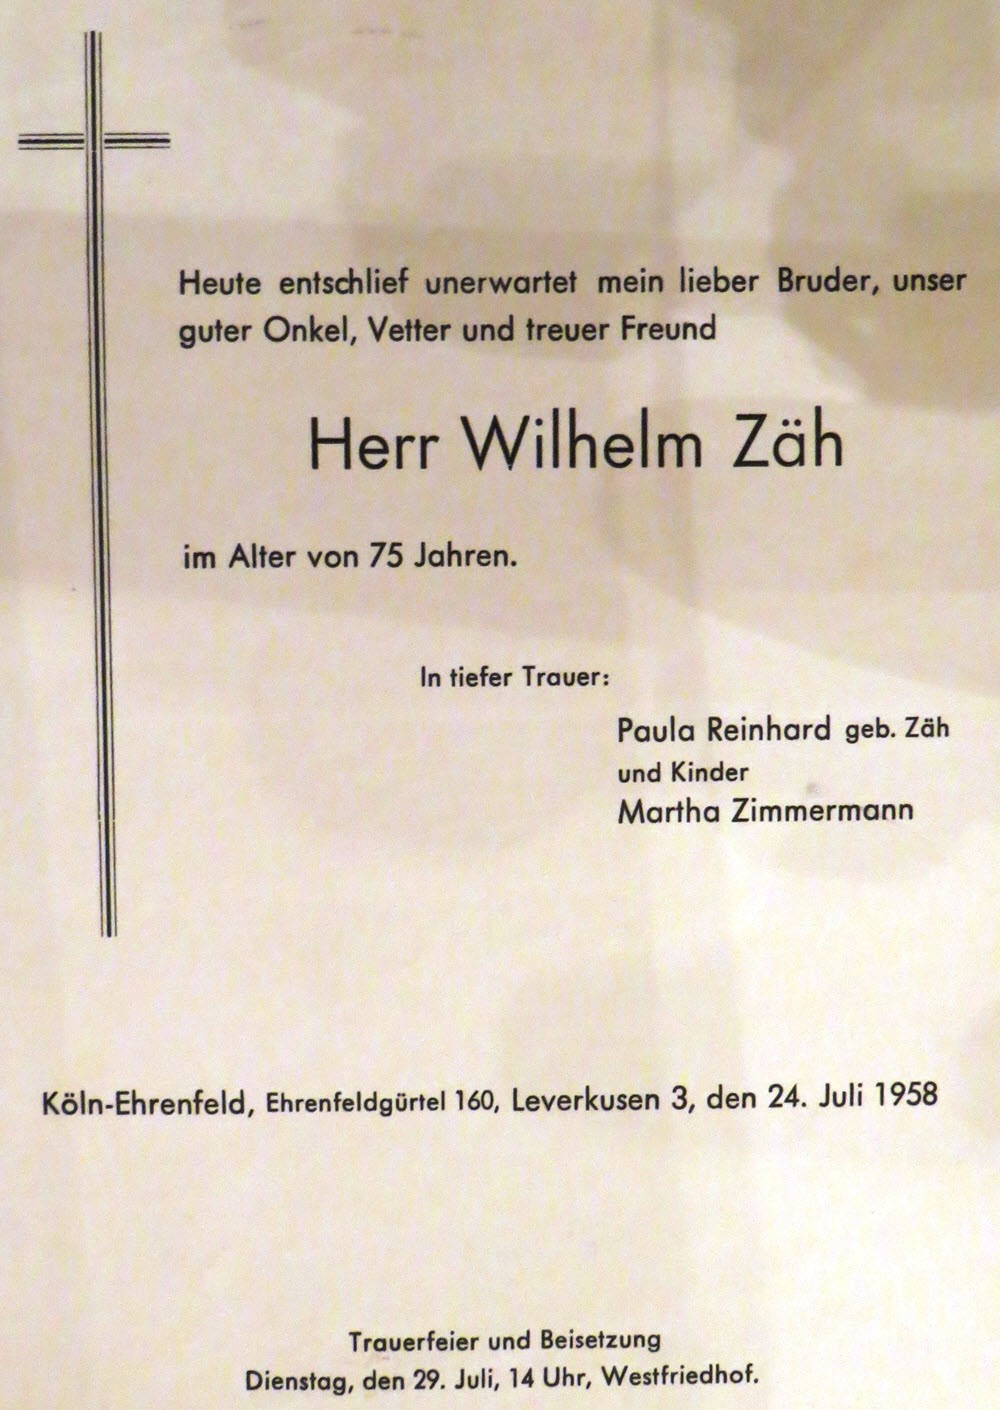 Heute entschlief unerwartet mein lieber Bruder, unser
guter Onkel, Vetter und treuer Freund
Herr Wilhelm Zäh
im Alter von 75 Jahren.
In tiefer Trauer:
Paula Reinhard geb. Zäh
und Kinder
Martha Zimmermann
Köln-Ehrenfeld, Ehrenfeldgürtel 160, Leverkusen 3, den 24. Juli 1958
Trauerfeier und Beisetzung
Dienstag, den 29. Juli, 14 Uhr, Westfriedhof.